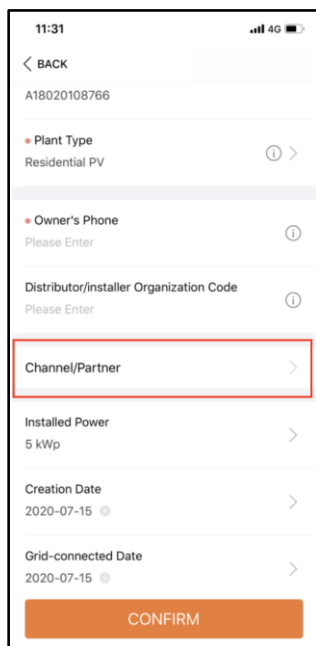 11:31
4G
BACK
A18020108766
Plant Type
Residential PV
Owner's Phone
Please Enter
Distributor/installer Organization Code
Please Enter
Channel/Partner
Installed Power
5 kWp
Creation Date
2020-07-15
Grid-connected Date
2020-07-15
CONFIRM